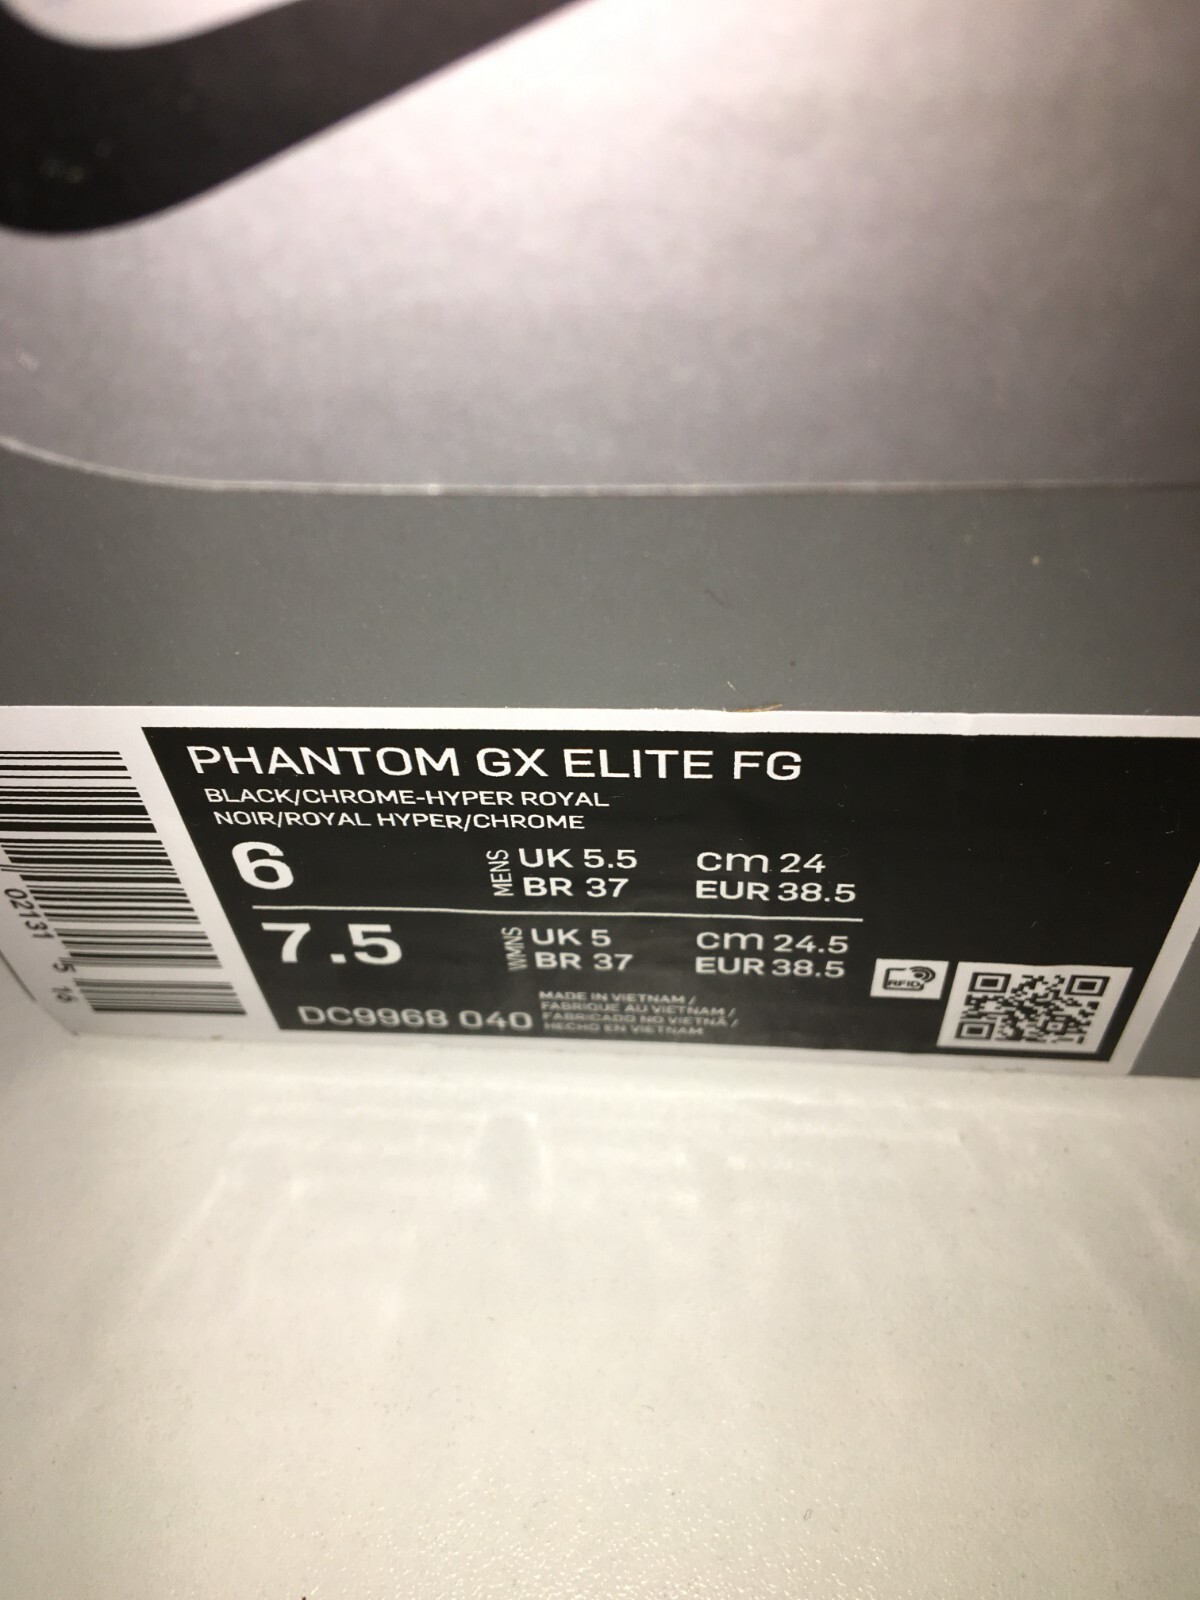 PHANTOM GX ELITE FG
BLACK/CHROME-HYPER ROYAL
NOIR/ROYAL HYPER/CHROME
6 MENS UK 5.5 cm 24
BR 37 EUR 38.5
7.5 WMNS UK 5 cm 24.5
BR 37 EUR 38.5
DC9968 040
MADE IN VIETNAM /
FABRIQUE AU VIETNAM /
FABRICADO NO VIETNÃ /
HECHO EN VIETNAM
RFID
02131 5 16